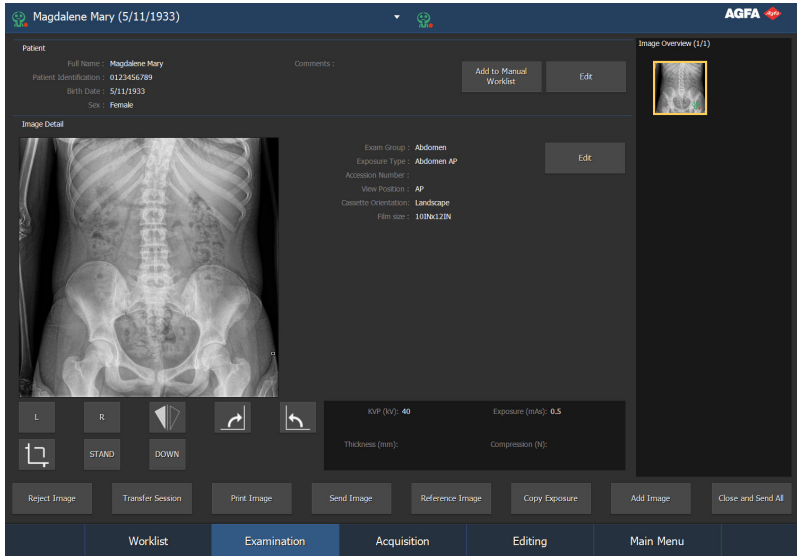 Magdalene Mary (5/11/1933)
AGFA
Patient
Full Name : Magdalene Mary
Comments :
Patient Identification : 0123456789
Birth Date : 5/11/1933
Sex : Female
Add to Manual
Worklist
Edit
Image Overview (1/1)
Image Detail
Exam Group : Abdomen
Exposure Type : Abdomen AP
Accession Number :
View Position : AP
Cassette Orientation: Landscape
Film size : 10INx12IN
Edit
L
R
STAND
DOWN
KVP (kV): 40
Exposure (mAs): 0.5
Thickness (mm):
Compression (N):
Reject Image
Transfer Session
Print Image
Send Image
Reference Image
Copy Exposure
Add Image
Close and Send All
Worklist
Examination
Acquisition
Editing
Main Menu